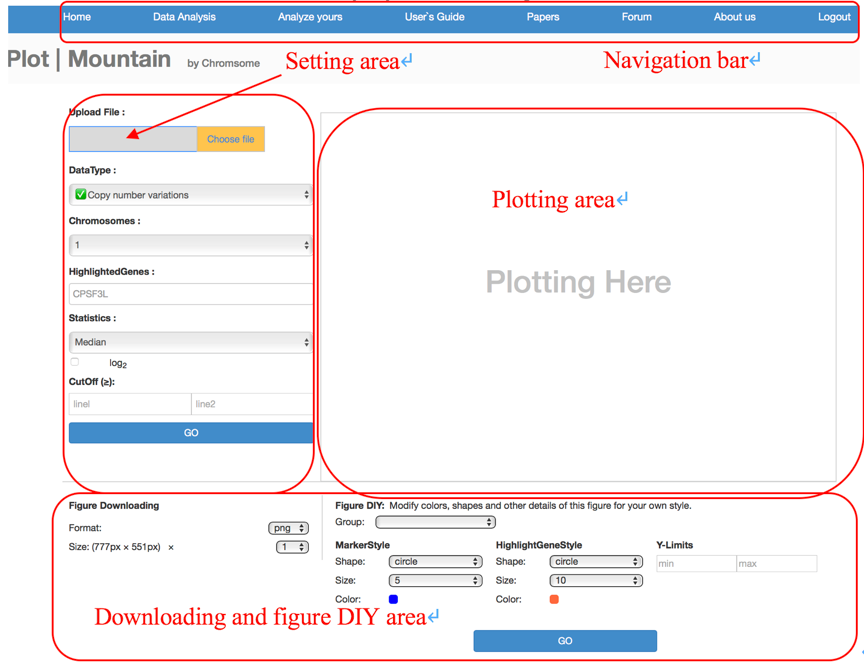 Home Data Analysis Analyze yours User's Guide Papers Forum About us Logout
Plot | Mountain by Chromsome
Setting area↵
Navigation bar↵
Upload File :
Choose file
DataType :
✅Copy number variations
Chromosomes :
1
HighlightedGenes :
CPSF3L
Statistics :
Median
log₂
CutOff (≥):
linel line2
GO
Plotting area↵
Plotting Here
Figure Downloading
Format: png
Size: (777px × 551px) × 1
Figure DIY: Modify colors, shapes and other details of this figure for your own style.
Group:
MarkerStyle HighlightGeneStyle Y-Limits
Shape: circle Shape: circle min max
Size: 5 Size: 10
Color: Color:
Downloading and figure DIY area↵
GO